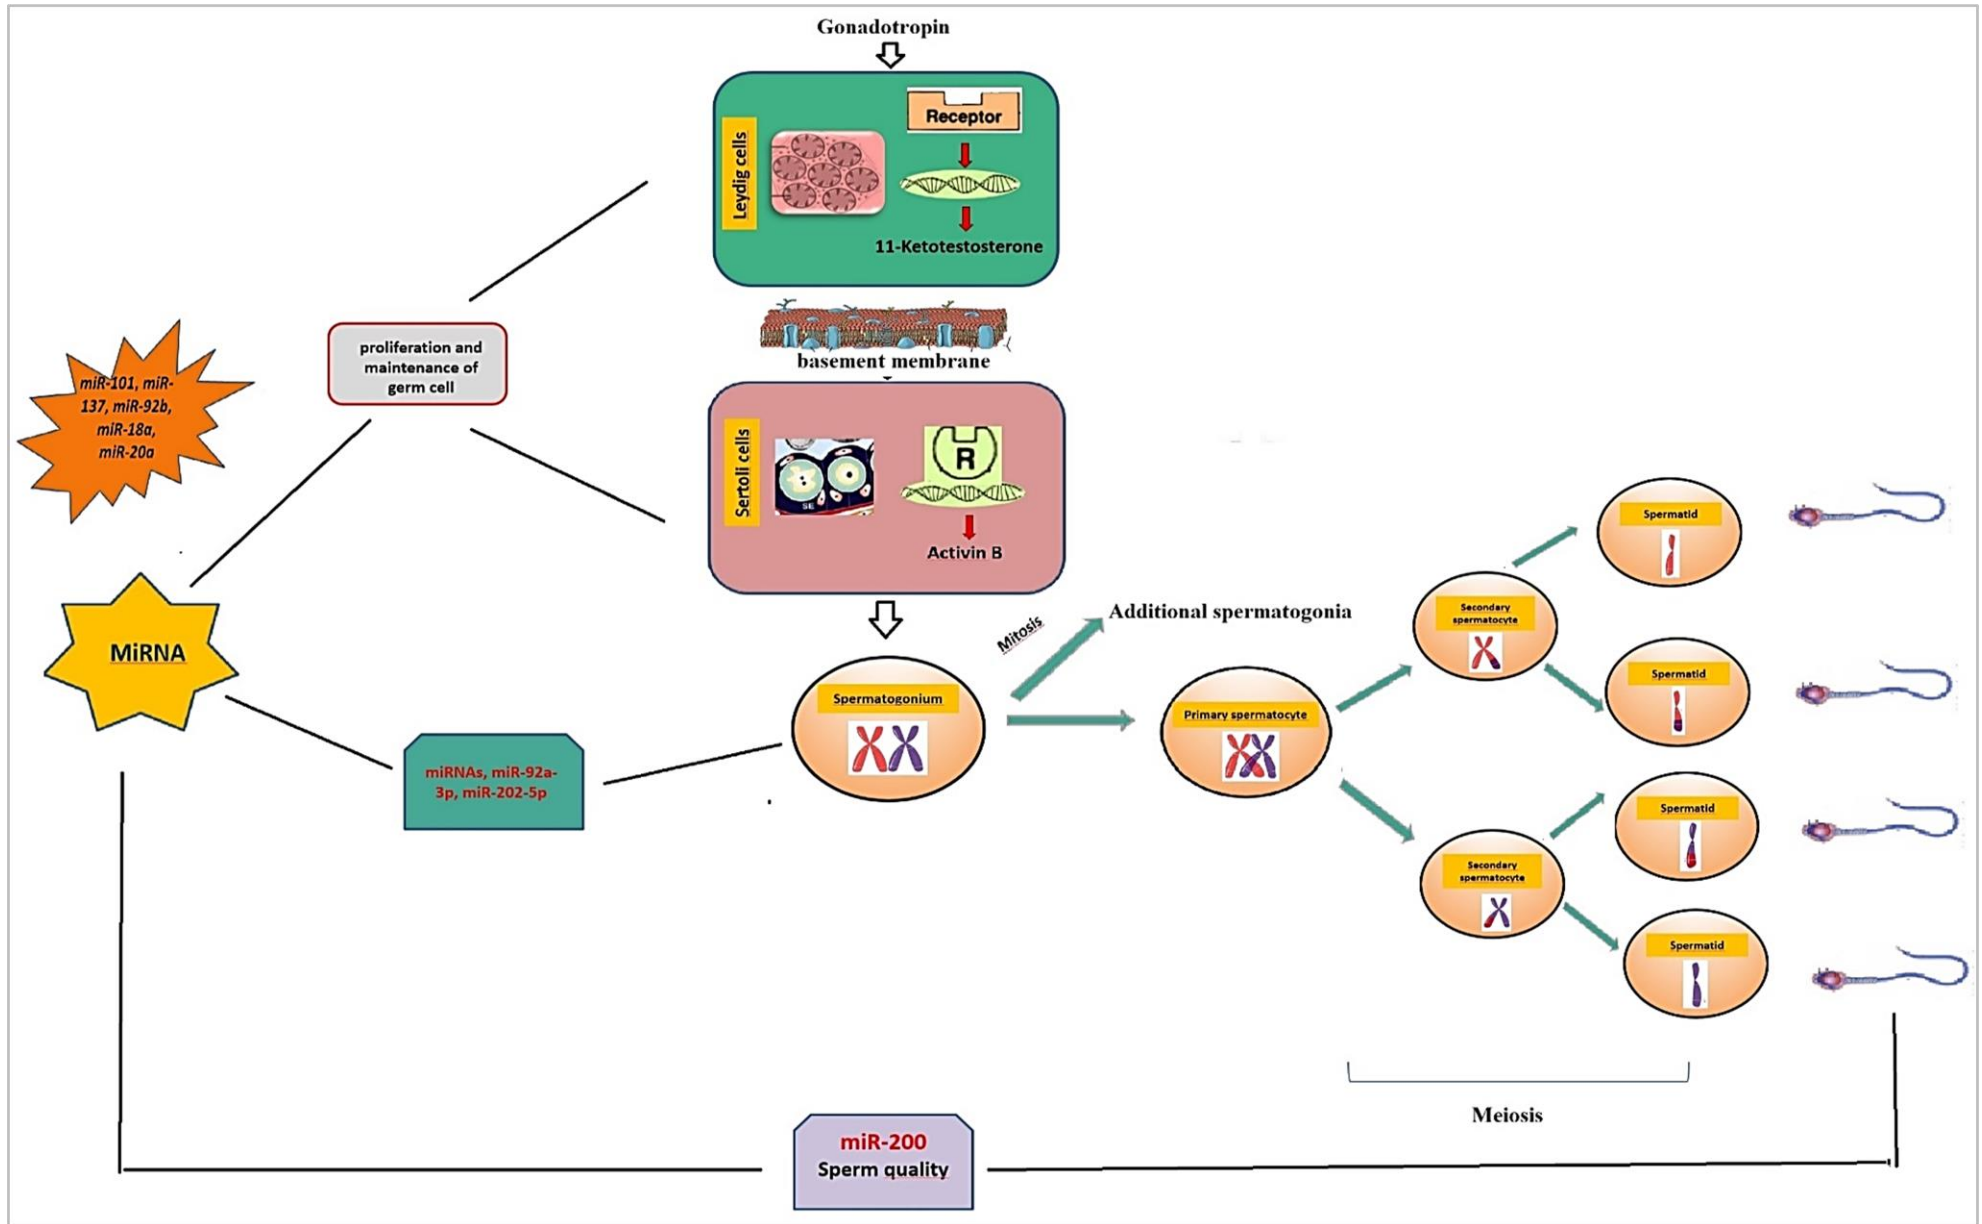 Gonadotropin
Leydig cells
Receptor
11-Ketotestosterone
basement membrane
proliferation and
maintenance of
germ cell
miR-101, miR-
137, miR-92b,
miR-18a,
miR-20a
Sertoli cells
SE
R
Activin B
MiRNA
miRNAs, miR-92a-
3p, miR-202-5p
Mitosis
Additional spermatogonia
Spermatogonium
Primary spermatocyte
Secondary
spermatocyte
Secondary
spermatocyte
Spermatid
Spermatid
Spermatid
Spermatid
Meiosis
miR-200
Sperm quality